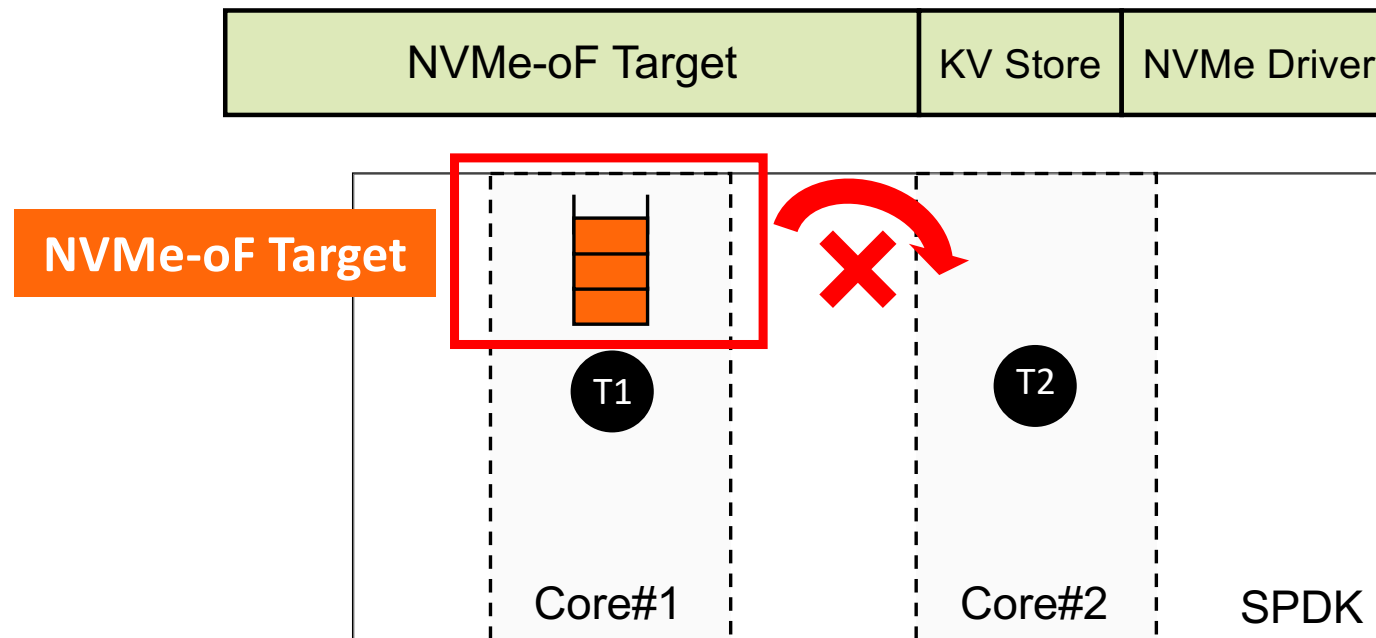 NVMe-oF Target
KV Store
NVMe Driver
NVMe-oF Target
T1
T2
Core#1
Core#2
SPDK